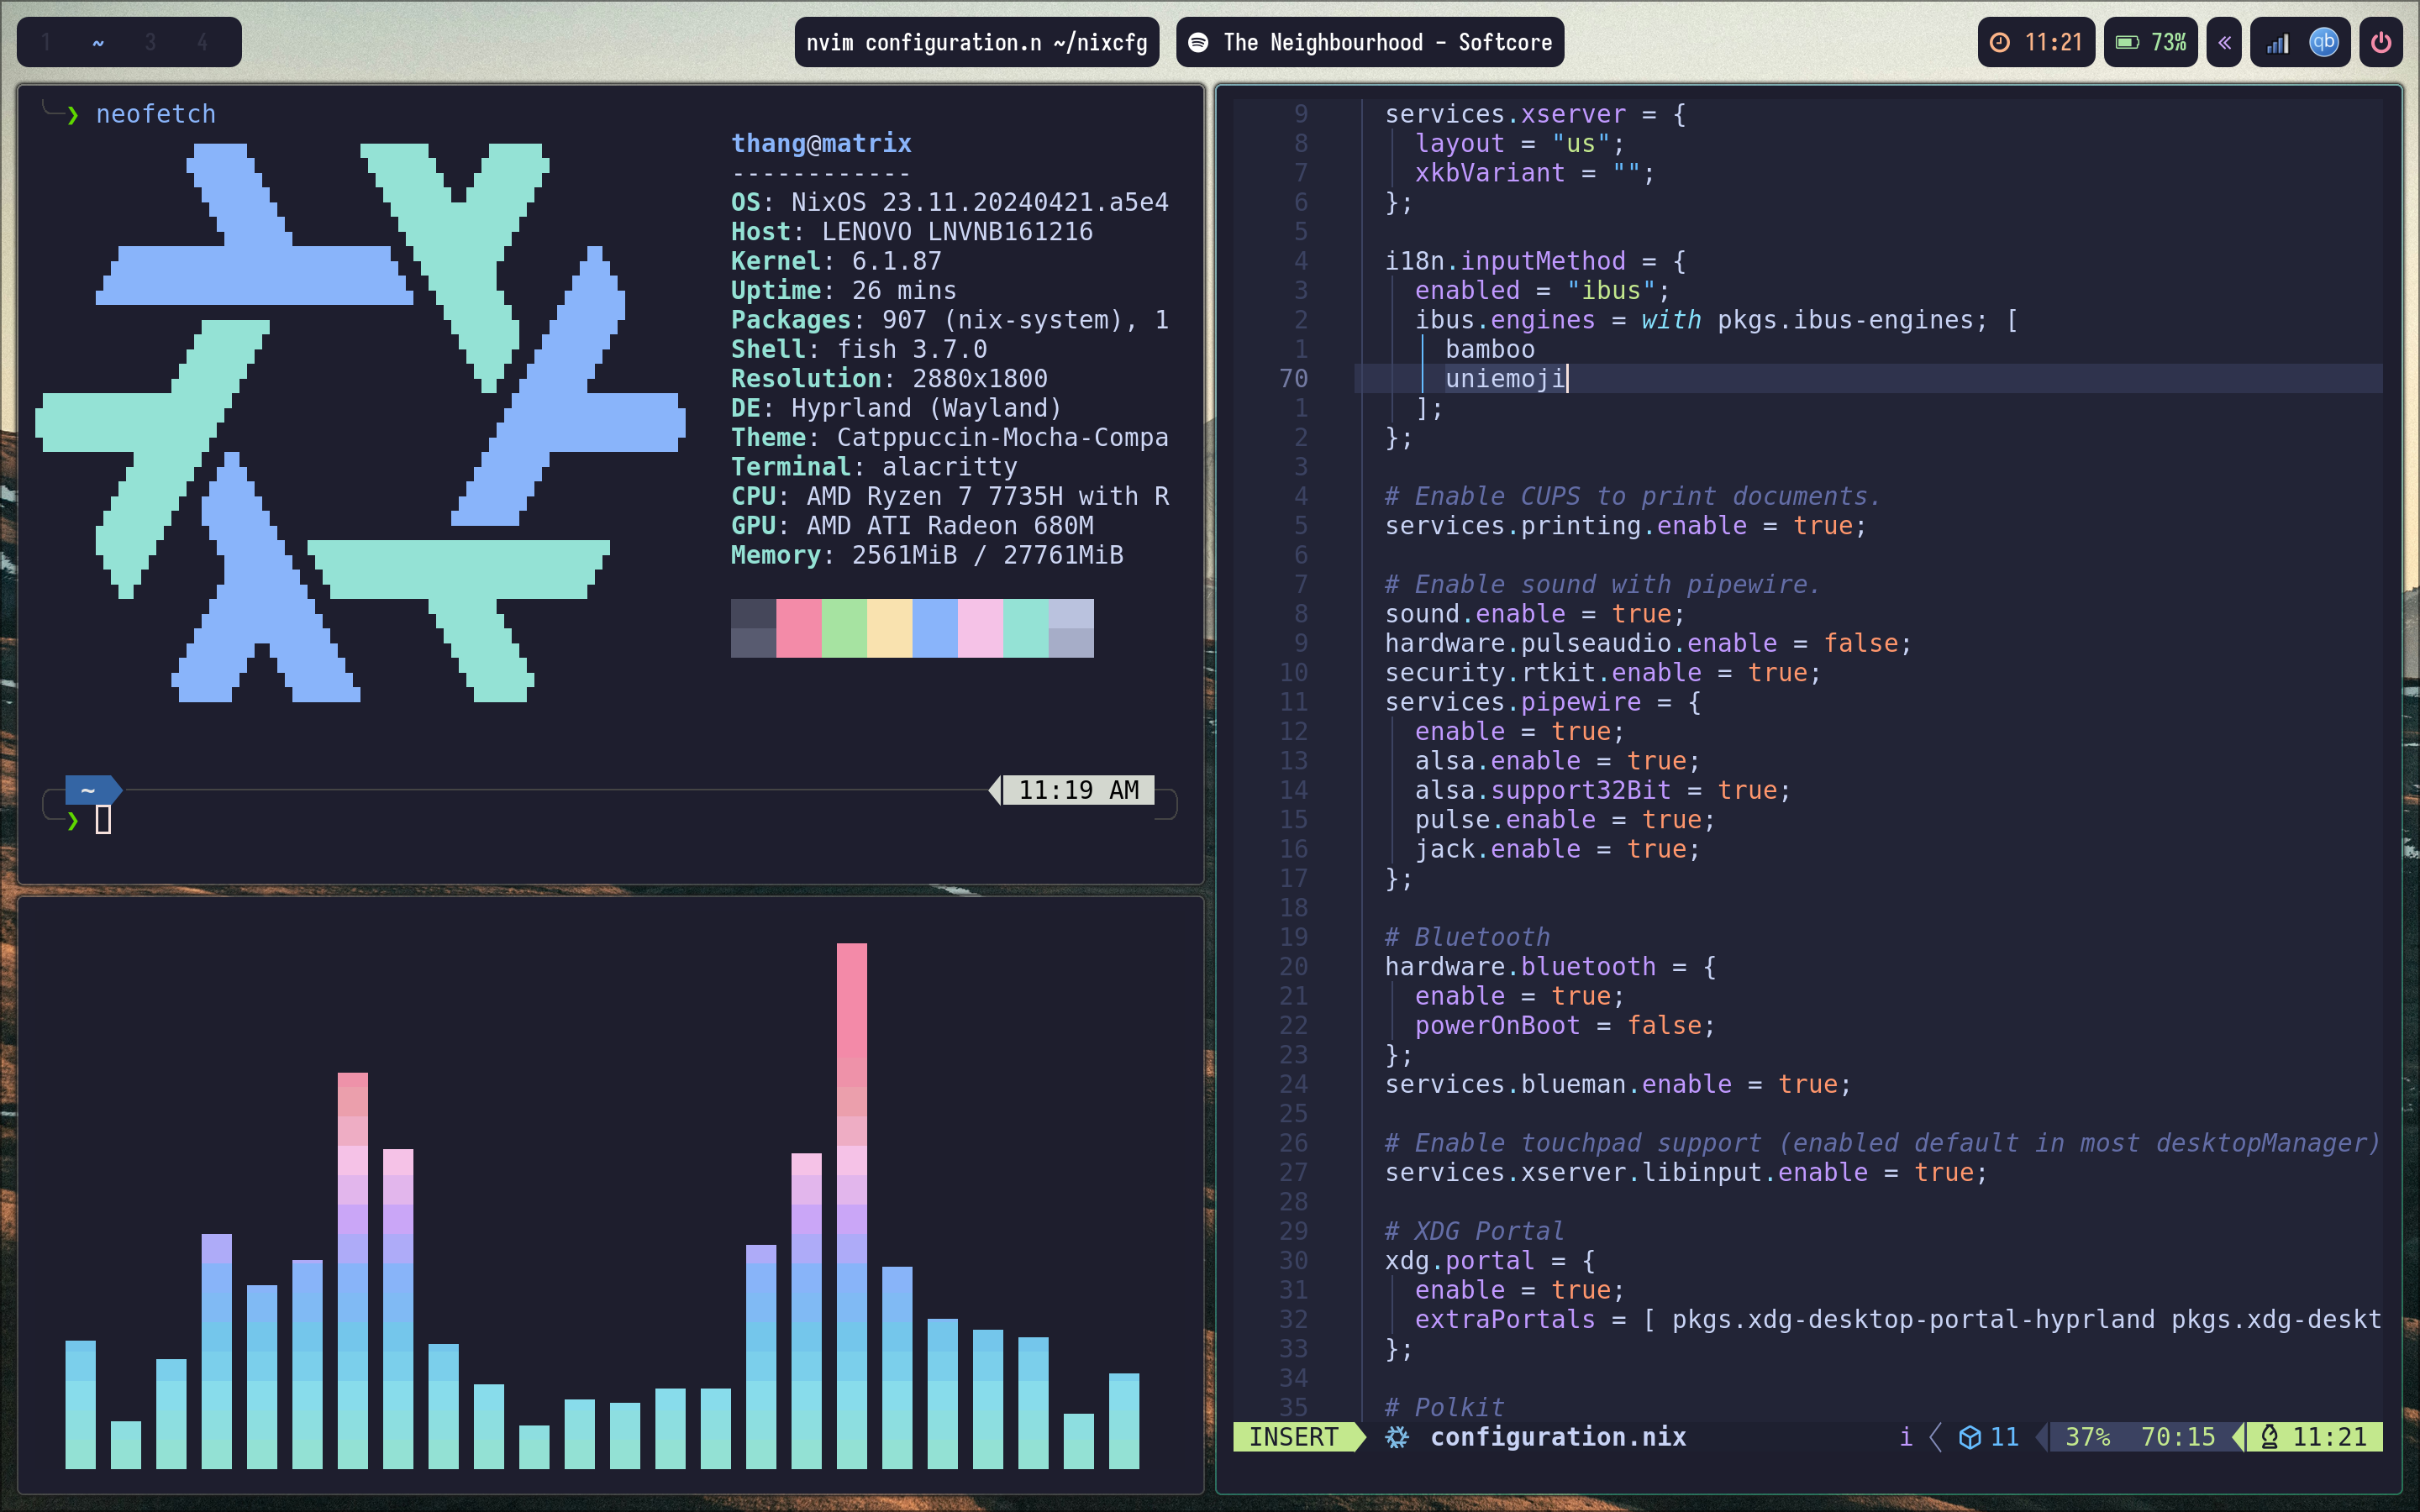 1 ~ 3 4
nvim configuration.n ~/nixcfg
The Neighbourhood – Softcore
11:21
73%
«
qb
❯ neofetch
thang@matrix
------------
OS: NixOS 23.11.20240421.a5e4
Host: LENOVO LNVNB161216
Kernel: 6.1.87
Uptime: 26 mins
Packages: 907 (nix-system), 1
Shell: fish 3.7.0
Resolution: 2880x1800
DE: Hyprland (Wayland)
Theme: Catppuccin-Mocha-Compa
Terminal: alacritty
CPU: AMD Ryzen 7 7735H with R
GPU: AMD ATI Radeon 680M
Memory: 2561MiB / 27761MiB
~ 11:19 AM
❯
9 services.xserver = {
8 layout = "us";
7 xkbVariant = "";
6 };
5
4 i18n.inputMethod = {
3 enabled = "ibus";
2 ibus.engines = with pkgs.ibus-engines; [
1 bamboo
70 uniemoji
1 ];
2 };
3
4 # Enable CUPS to print documents.
5 services.printing.enable = true;
6
7 # Enable sound with pipewire.
8 sound.enable = true;
9 hardware.pulseaudio.enable = false;
10 security.rtkit.enable = true;
11 services.pipewire = {
12 enable = true;
13 alsa.enable = true;
14 alsa.support32Bit = true;
15 pulse.enable = true;
16 jack.enable = true;
17 };
18
19 # Bluetooth
20 hardware.bluetooth = {
21 enable = true;
22 powerOnBoot = false;
23 };
24 services.blueman.enable = true;
25
26 # Enable touchpad support (enabled default in most desktopManager)
27 services.xserver.libinput.enable = true;
28
29 # XDG Portal
30 xdg.portal = {
31 enable = true;
32 extraPortals = [ pkgs.xdg-desktop-portal-hyprland pkgs.xdg-deskt
33 };
34
35 # Polkit
INSERT configuration.nix i 11 37% 70:15 11:21